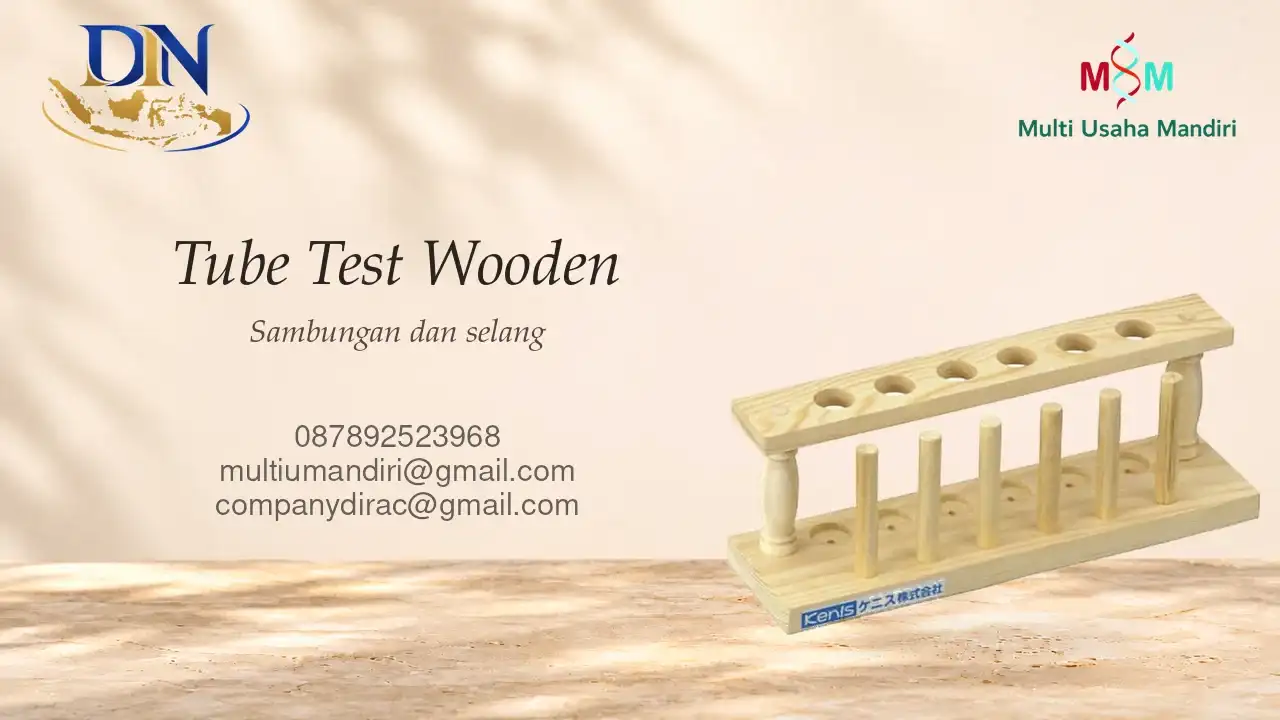 DN
M M
Multi Usaha Mandiri
Tube Test Wooden
Sambungan dan selang
087892523968
multiumandiri@gmail.com
companydirac@gmail.com
Kenis ケニス株式会社